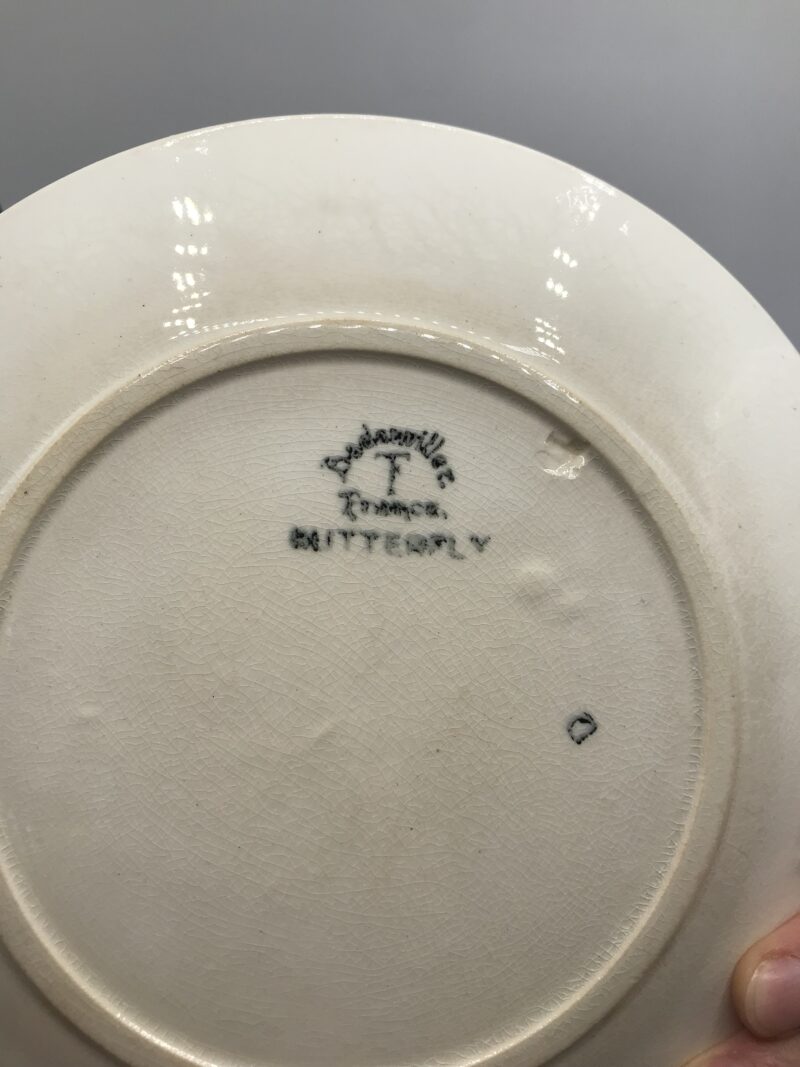 Badonviller
F
France.
BUTTERFLY
D